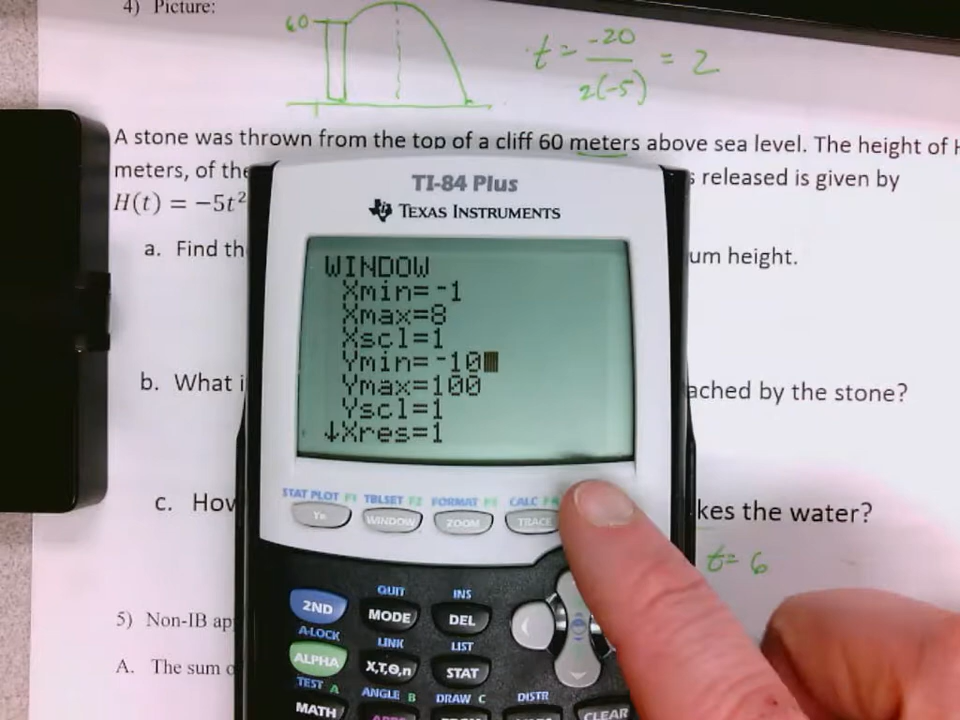 4) Picture:
60
t = -20 / 2(-5) = 2
A stone was thrown from the top of a cliff 60 meters above sea level. The height of H
meters, of the
released is given by
H(t) = −5t²
a. Find th
um height.
b. What i
ached by the stone?
c. How
kes the water?
t = 6
5) Non-IB ap
A. The sum o
TI-84 Plus
TEXAS INSTRUMENTS
WINDOW
Xmin=-1
Xmax=8
Xscl=1
Ymin=-10
Ymax=100
Yscl=1
↓Xres=1
STAT PLOT F1 TBLSET F2 FORMAT F3 CALC F4
Y= WINDOW ZOOM TRACE
QUIT INS
2ND MODE DEL
A-LOCK LINK LIST
ALPHA X,T,Θ,n STAT
TEST A ANGLE B DRAW C DISTR
MATH CLEAR